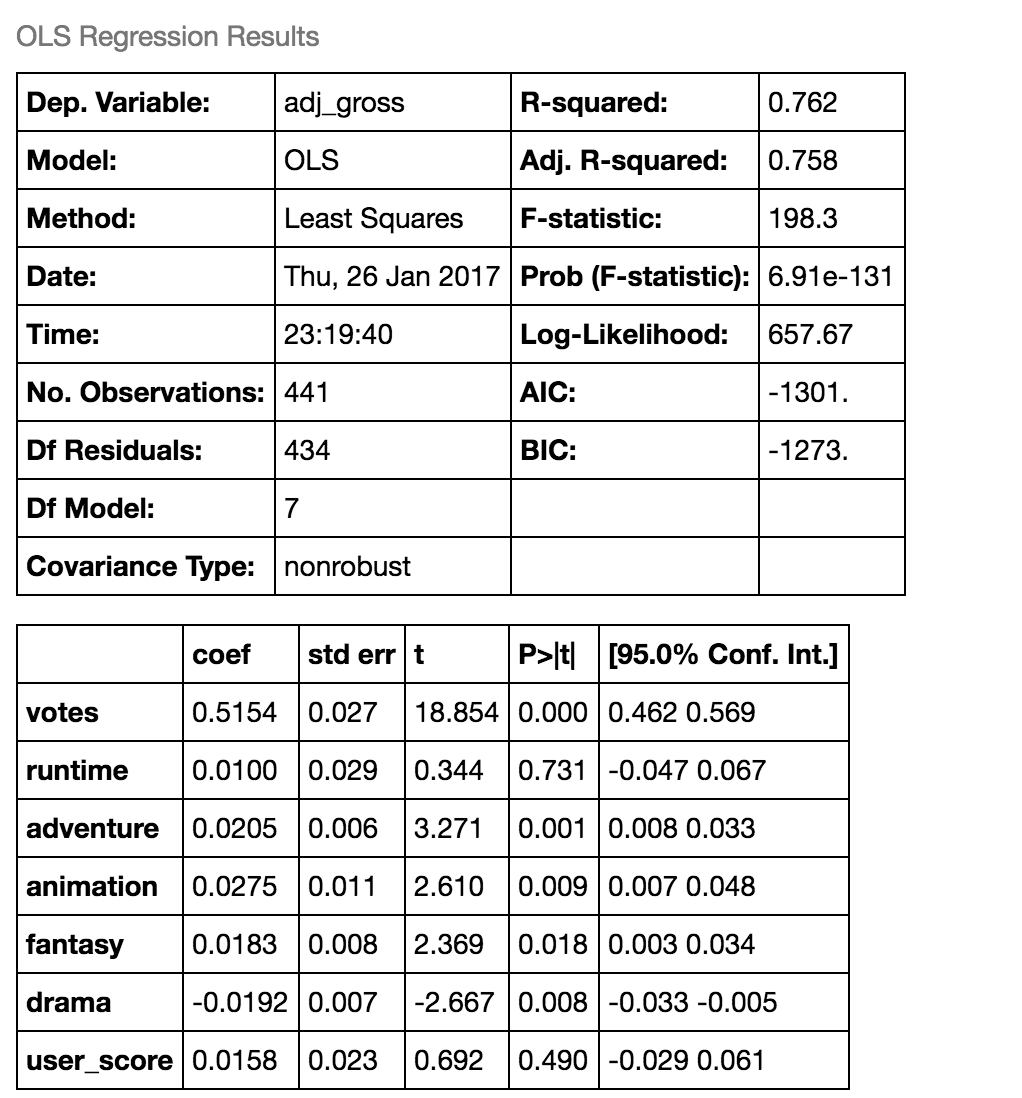 OLS Regression Results
Dep. Variable: adj_gross R-squared: 0.762
Model: OLS Adj. R-squared: 0.758
Method: Least Squares F-statistic: 198.3
Date: Thu, 26 Jan 2017 Prob (F-statistic): 6.91e-131
Time: 23:19:40 Log-Likelihood: 657.67
No. Observations: 441 AIC: -1301.
Df Residuals: 434 BIC: -1273.
Df Model: 7
Covariance Type: nonrobust
coef std err t P>|t| [95.0% Conf. Int.]
votes 0.5154 0.027 18.854 0.000 0.462 0.569
runtime 0.0100 0.029 0.344 0.731 -0.047 0.067
adventure 0.0205 0.006 3.271 0.001 0.008 0.033
animation 0.0275 0.011 2.610 0.009 0.007 0.048
fantasy 0.0183 0.008 2.369 0.018 0.003 0.034
drama -0.0192 0.007 -2.667 0.008 -0.033 -0.005
user_score 0.0158 0.023 0.692 0.490 -0.029 0.061